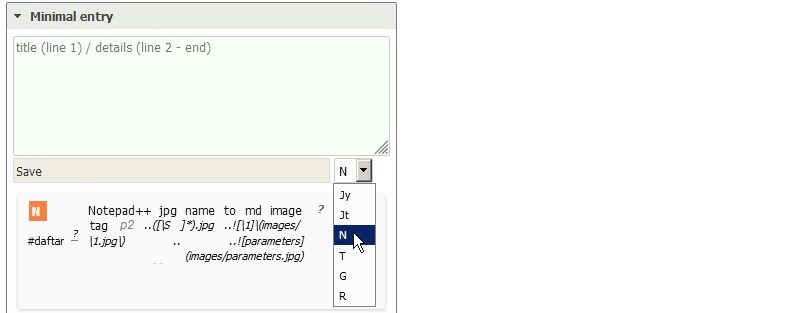 Minimal entry
title (line 1) / details (line 2 - end)
Save
N
Jy
Jt
N
T
G
R
N
#daftar ?
Notepad++ jpg name to md image ?
tag p2 ..([\S ]*).jpg ..![\1]\(images/
\1.jpg\) .. ..![parameters]
(images/parameters.jpg)